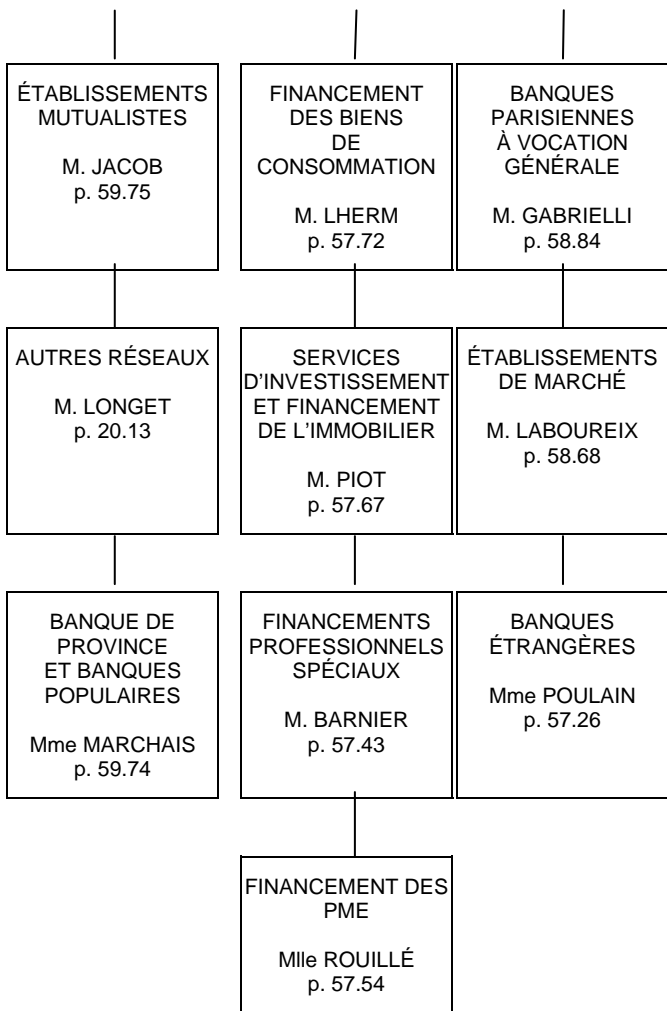 ÉTABLISSEMENTS
MUTUALISTES
M. JACOB
p. 59.75
FINANCEMENT
DES BIENS
DE
CONSOMMATION
M. LHERM
p. 57.72
BANQUES
PARISIENNES
À VOCATION
GÉNÉRALE
M. GABRIELLI
p. 58.84
AUTRES RÉSEAUX
M. LONGET
p. 20.13
SERVICES
D'INVESTISSEMENT
ET FINANCEMENT
DE L'IMMOBILIER
M. PIOT
p. 57.67
ÉTABLISSEMENTS
DE MARCHÉ
M. LABOUREIX
p. 58.68
BANQUE DE
PROVINCE
ET BANQUES
POPULAIRES
Mme MARCHAIS
p. 59.74
FINANCEMENTS
PROFESSIONNELS
SPÉCIAUX
M. BARNIER
p. 57.43
BANQUES
ÉTRANGÈRES
Mme POULAIN
p. 57.26
FINANCEMENT DES
PME
Mlle ROUILLÉ
p. 57.54